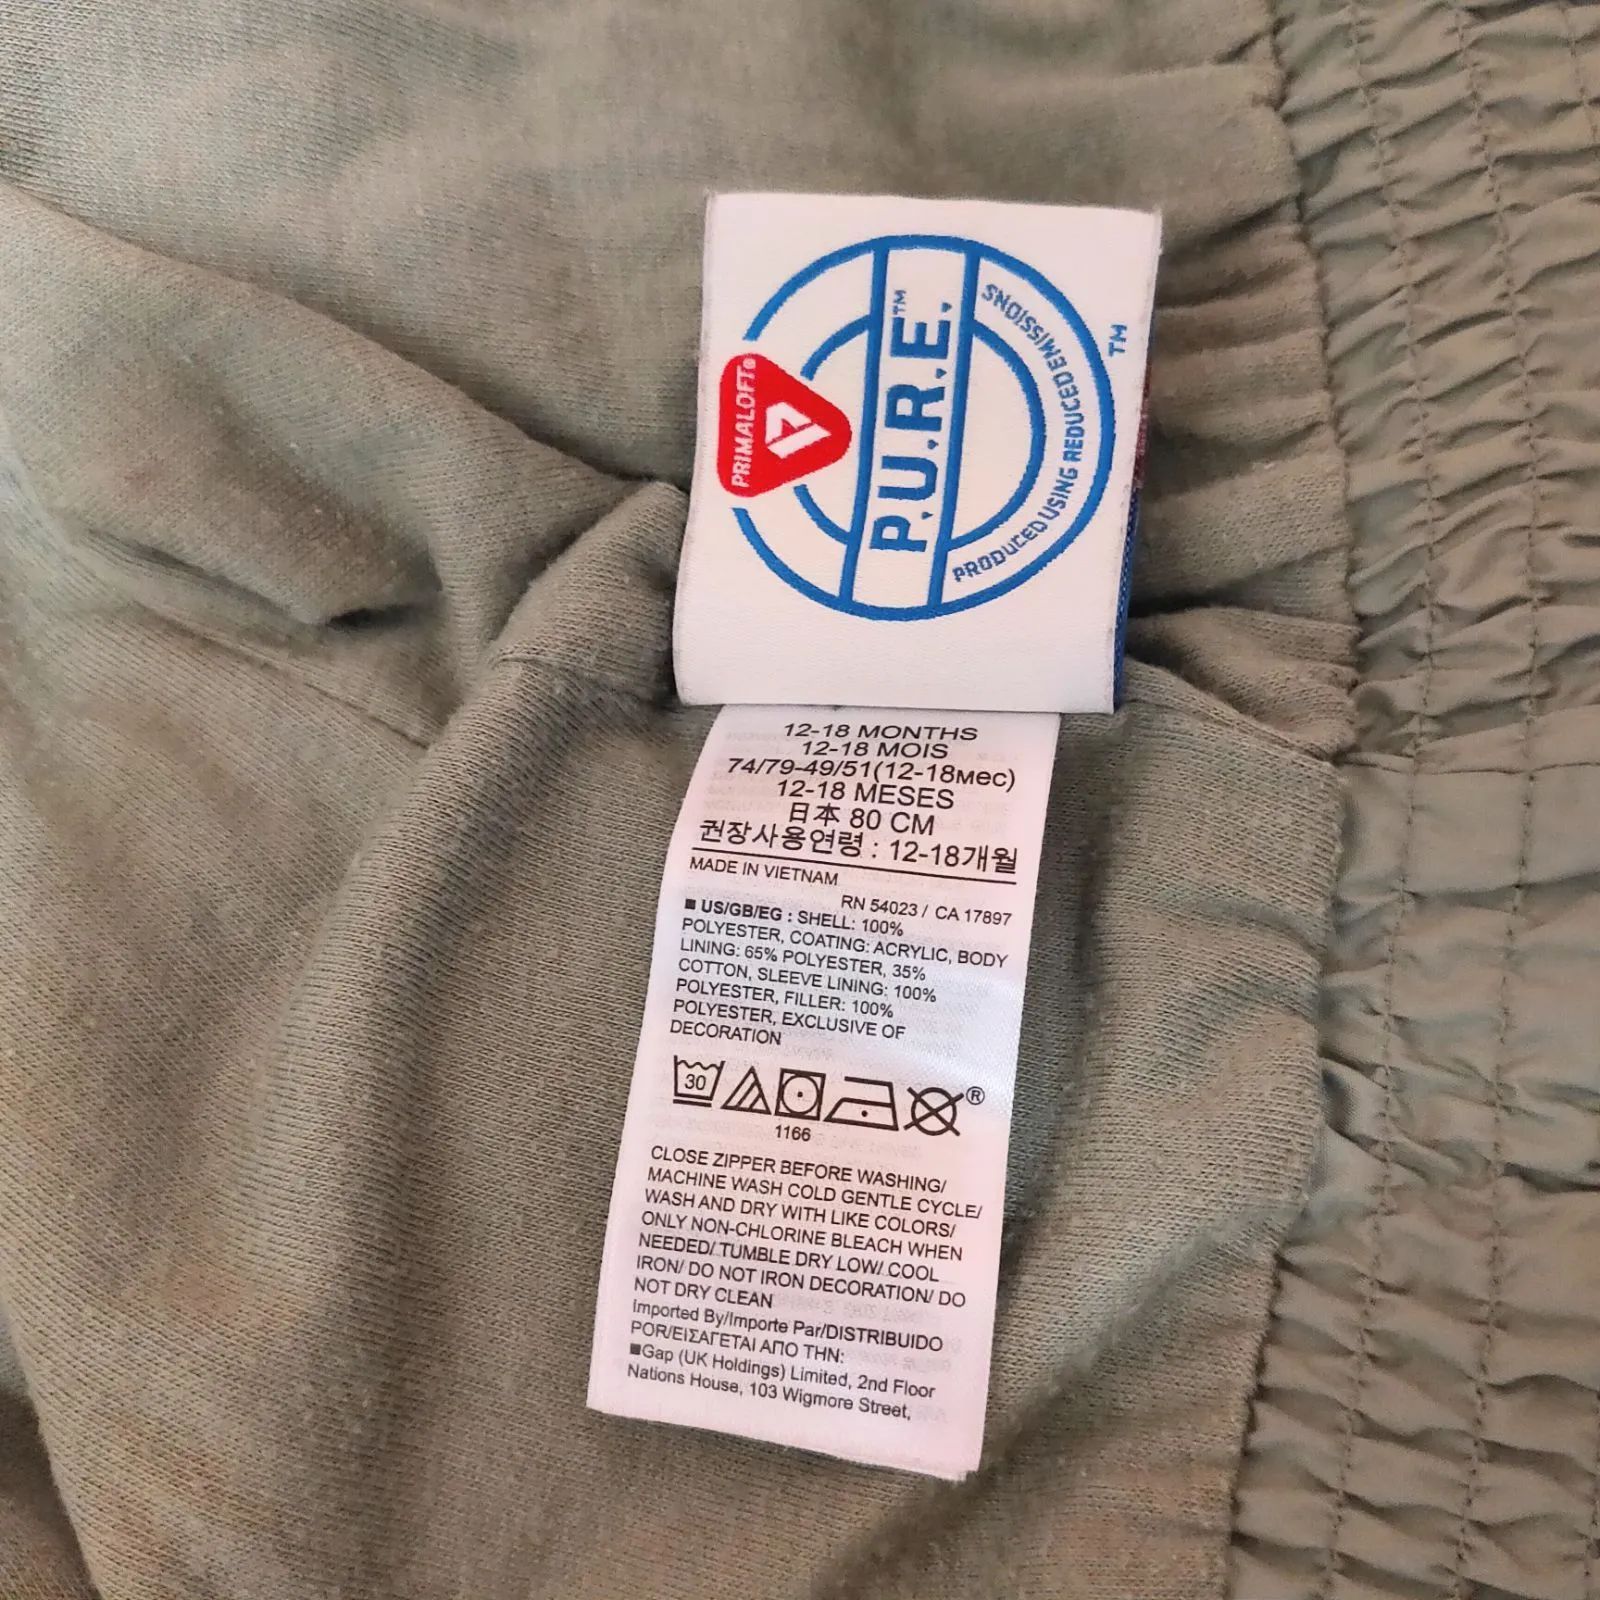 PRIMALOFT®
P.U.R.E.™
PRODUCED USING REDUCED EMISSIONS
™
12-18 MONTHS
12-18 MOIS
74/79-49/51(12-18мес)
12-18 MESES
日本 80 CM
권장사용연령 : 12-18개월
MADE IN VIETNAM
RN 54023 / CA 17897
■ US/GB/EG : SHELL: 100%
POLYESTER, COATING: ACRYLIC, BODY
LINING: 65% POLYESTER, 35%
COTTON, SLEEVE LINING: 100%
POLYESTER, FILLER: 100%
POLYESTER, EXCLUSIVE OF
DECORATION
30
®
1166
CLOSE ZIPPER BEFORE WASHING/
MACHINE WASH COLD GENTLE CYCLE/
WASH AND DRY WITH LIKE COLORS/
ONLY NON-CHLORINE BLEACH WHEN
NEEDED/ TUMBLE DRY LOW/ COOL
IRON/ DO NOT IRON DECORATION/ DO
NOT DRY CLEAN
Imported By/Importe Par/DISTRIBUIDO
POR/ΕΙΣΑΓΕΤΑΙ ΑΠΟ ΤΗΝ:
■Gap (UK Holdings) Limited, 2nd Floor
Nations House, 103 Wigmore Street,